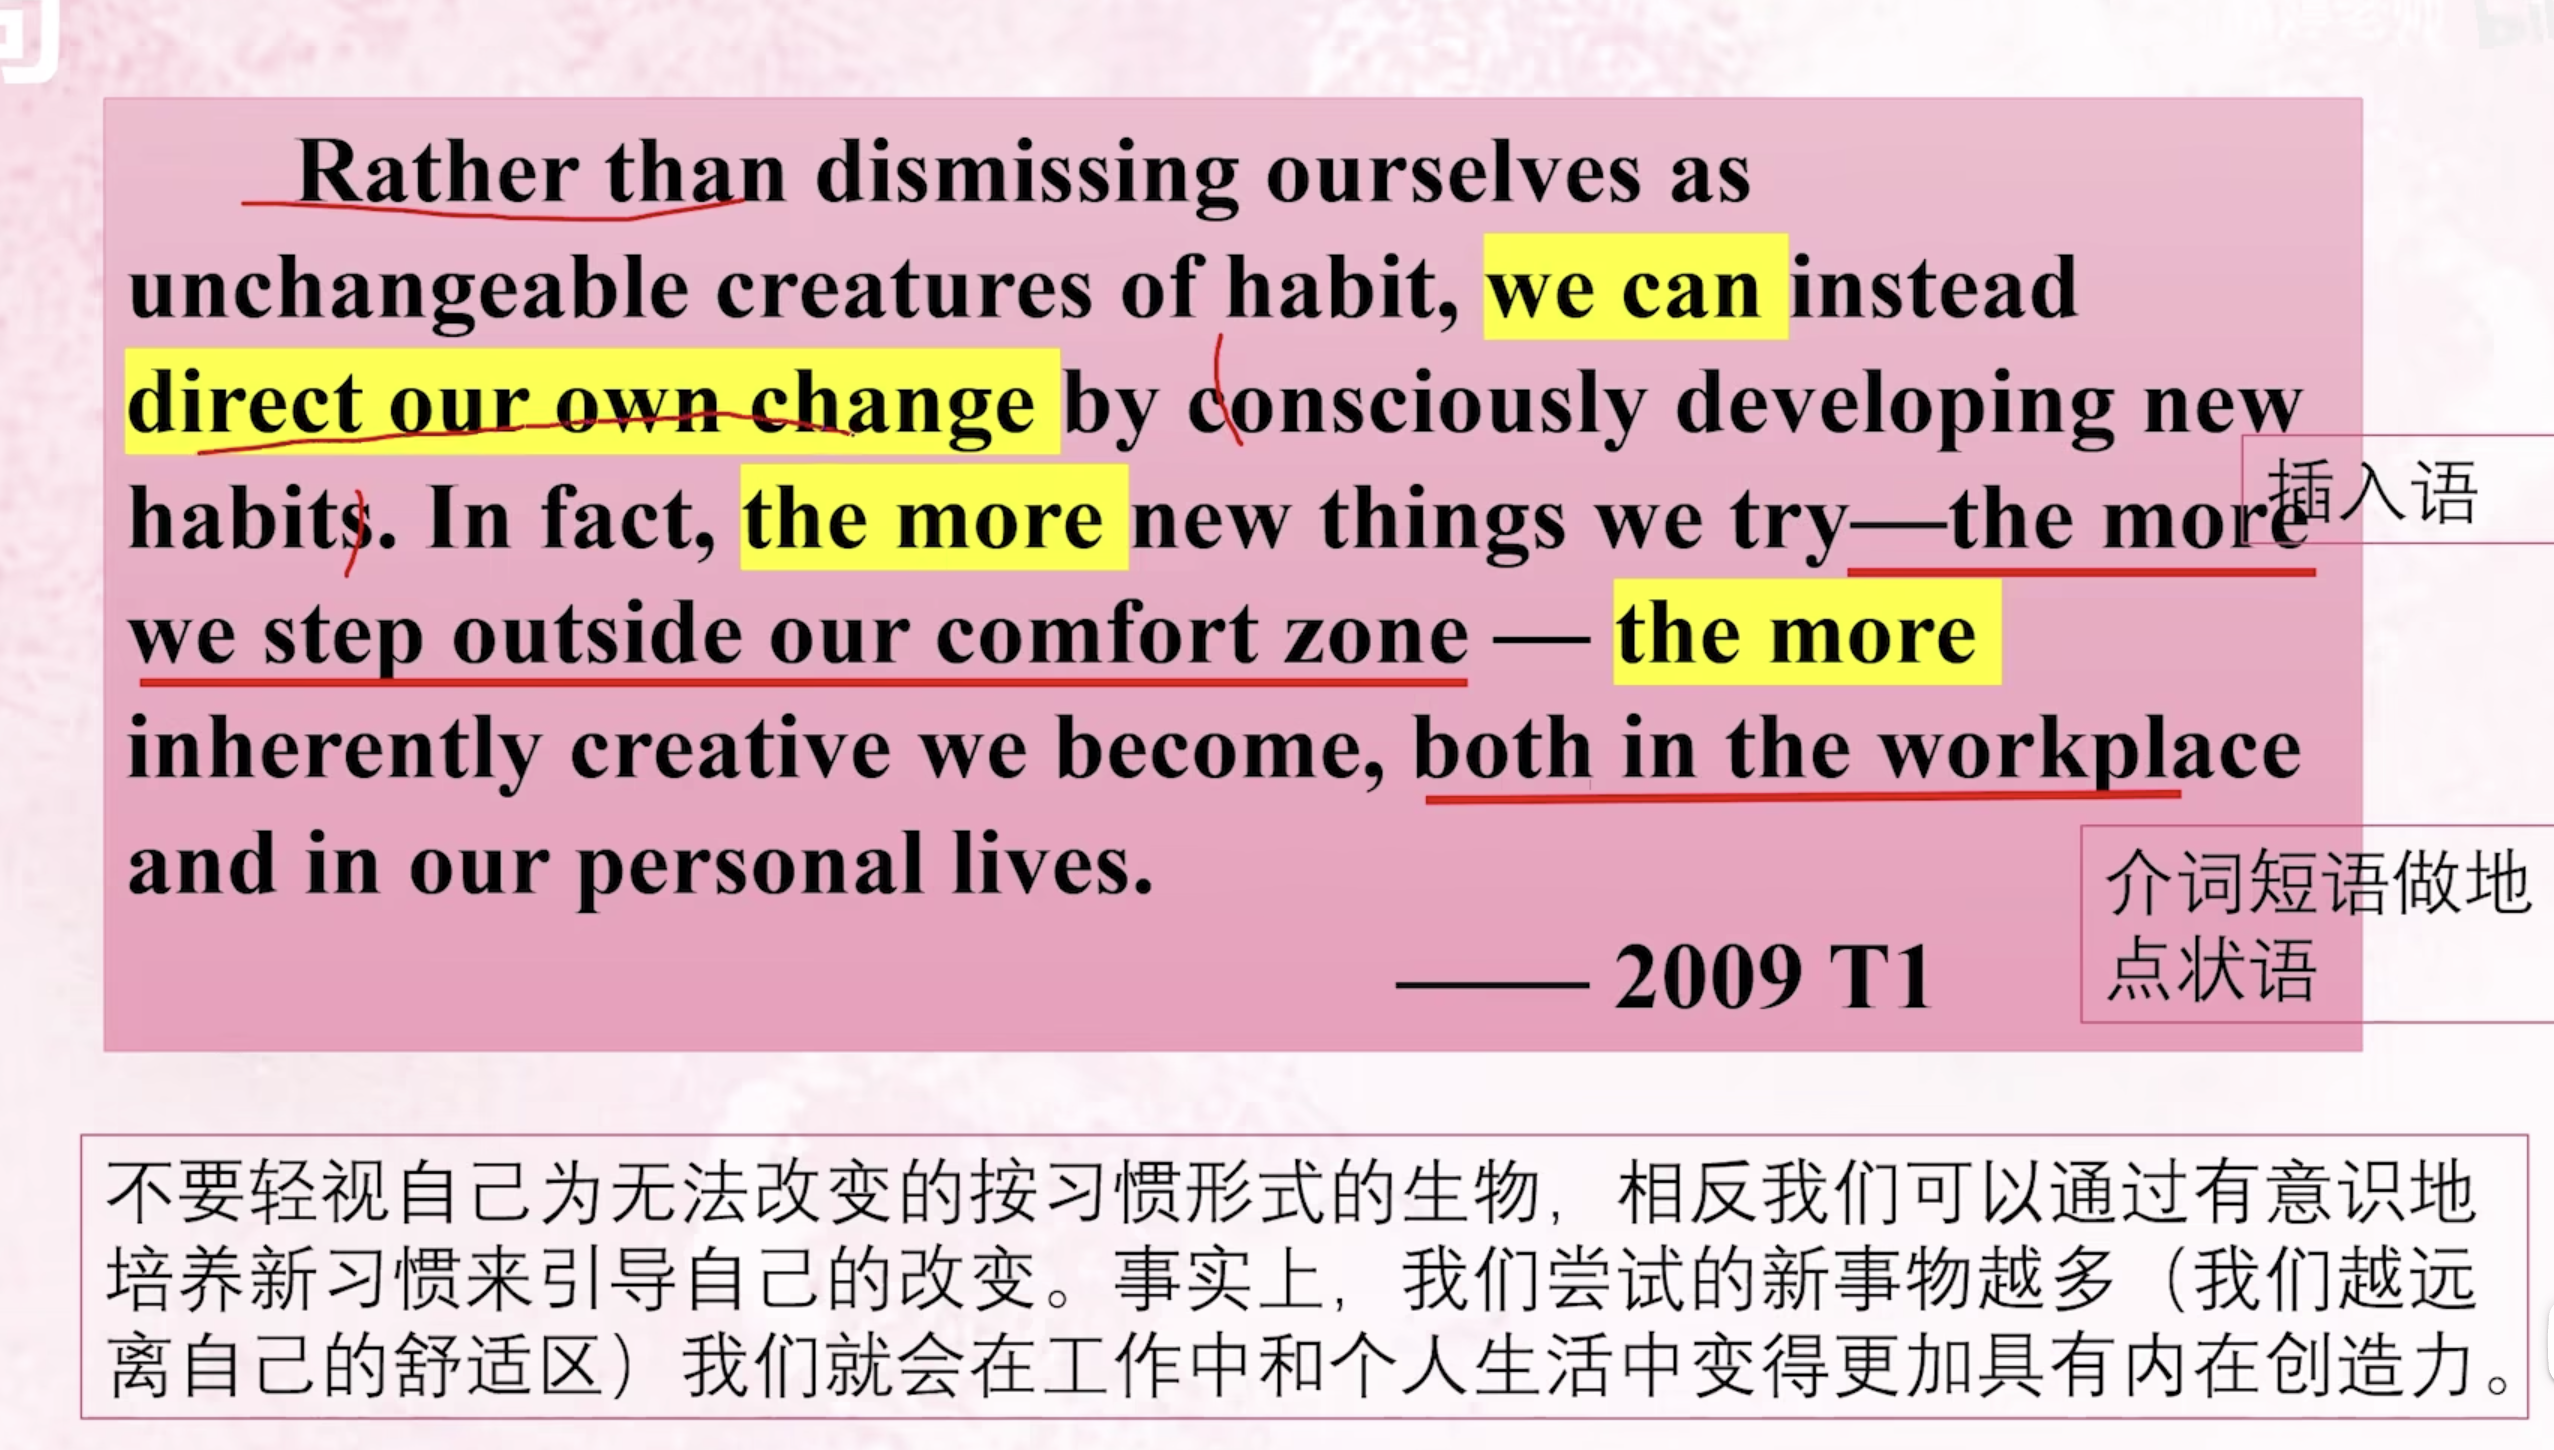 句
Rather than dismissing ourselves as
unchangeable creatures of habit, we can instead
direct our own change by consciously developing new
habits. In fact, the more new things we try—the more
插入语
we step outside our comfort zone — the more
inherently creative we become, both in the workplace
and in our personal lives.
介词短语做地
点状语
—— 2009 T1
不要轻视自己为无法改变的按习惯形式的生物，相反我们可以通过有意识地
培养新习惯来引导自己的改变。事实上，我们尝试的新事物越多（我们越远
离自己的舒适区）我们就会在工作中和个人生活中变得更加具有内在创造力。